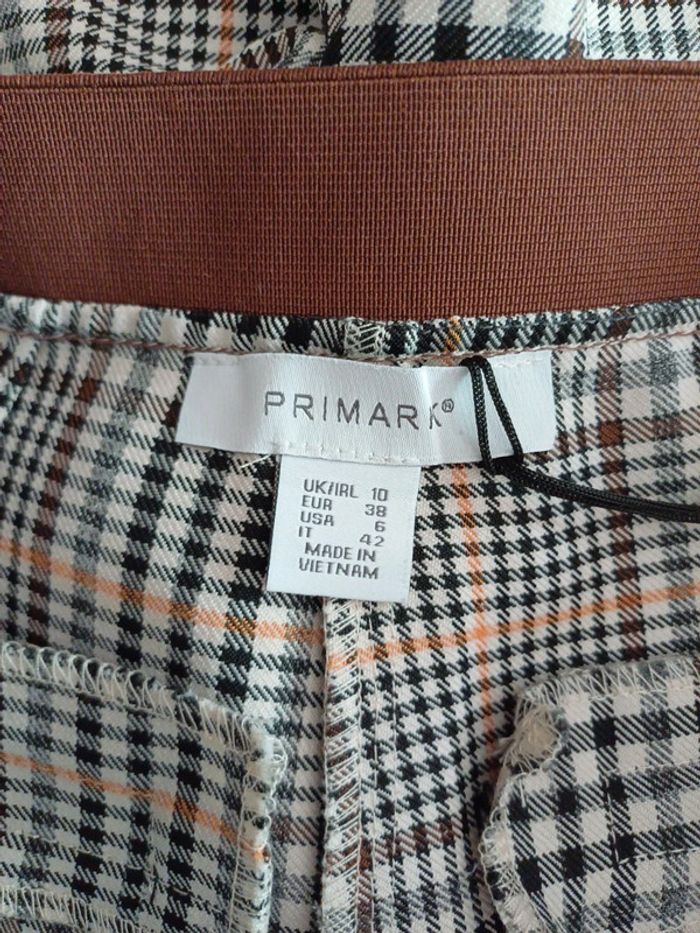 PRIMARK®
UK/IRL 10
EUR 38
USA 6
IT 42
MADE IN
VIETNAM